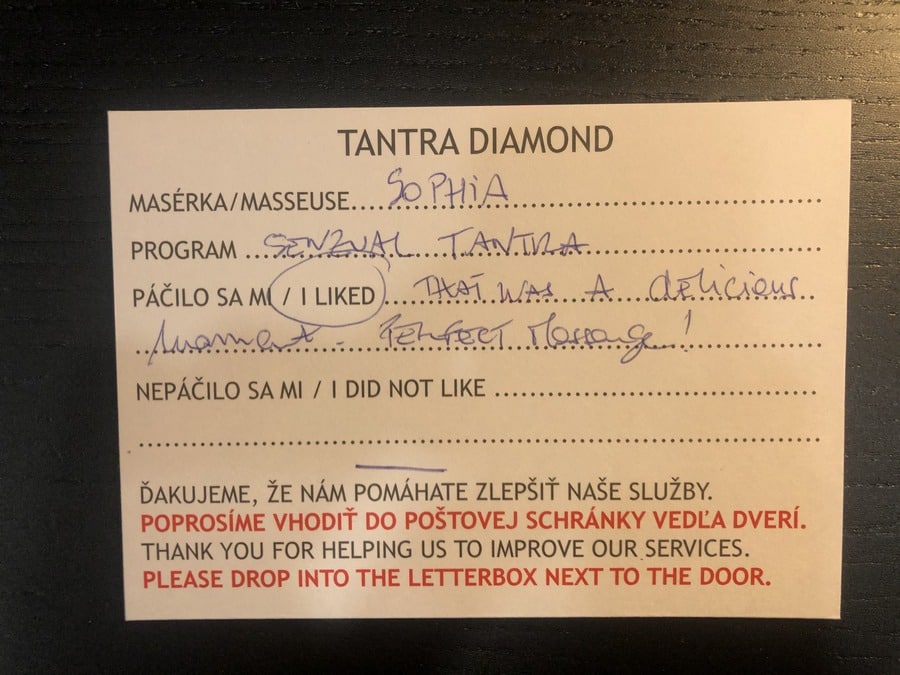 TANTRA DIAMOND
MASÉRKA/MASSEUSE.... SOPHIA
PROGRAM ... SENZUAL TANTRA
PÁČILO SA MI / I LIKED ... THAT WAS A delicious
moment - PERFECT Massage!
NEPÁČILO SA MI / I DID NOT LIKE ...
ĎAKUJEME, ŽE NÁM POMÁHATE ZLEPŠIŤ NAŠE SLUŽBY.
POPROSÍME VHODIŤ DO POŠTOVEJ SCHRÁNKY VEDĽA DVERÍ.
THANK YOU FOR HELPING US TO IMPROVE OUR SERVICES.
PLEASE DROP INTO THE LETTERBOX NEXT TO THE DOOR.